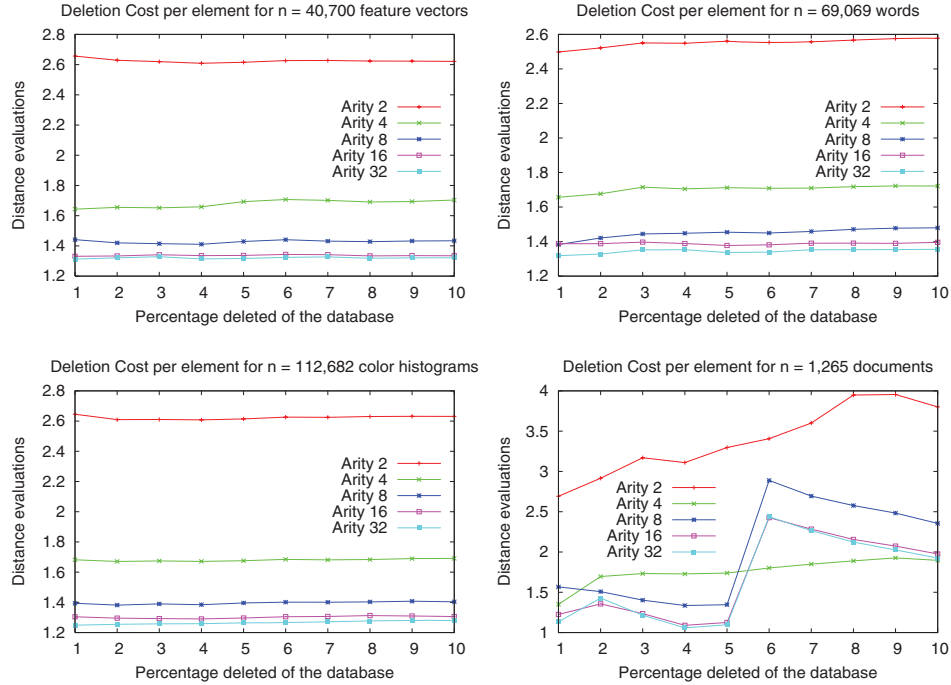 Deletion Cost per element for n = 40,700 feature vectors
2.8
2.6
2.4
2.2
2
1.8
1.6
1.4
1.2
Distance evaluations
Arity 2
Arity 4
Arity 8
Arity 16
Arity 32
1 2 3 4 5 6 7 8 9 10
Percentage deleted of the database
Deletion Cost per element for n = 69,069 words
2.6
2.4
2.2
2
1.8
1.6
1.4
1.2
Distance evaluations
Arity 2
Arity 4
Arity 8
Arity 16
Arity 32
1 2 3 4 5 6 7 8 9 10
Percentage deleted of the database
Deletion Cost per element for n = 112,682 color histograms
2.8
2.6
2.4
2.2
2
1.8
1.6
1.4
1.2
Distance evaluations
Arity 2
Arity 4
Arity 8
Arity 16
Arity 32
1 2 3 4 5 6 7 8 9 10
Percentage deleted of the database
Deletion Cost per element for n = 1,265 documents
4
3.5
3
2.5
2
1.5
1
Distance evaluations
Arity 2
Arity 4
Arity 8
Arity 16
Arity 32
1 2 3 4 5 6 7 8 9 10
Percentage deleted of the database